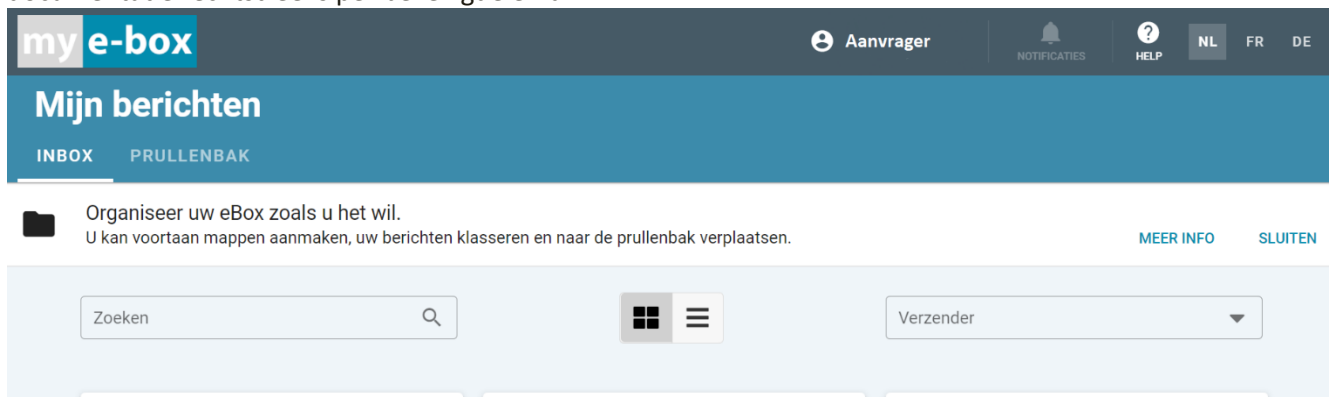 my e-box
Aanvrager
NOTIFICATIES
?
HELP
NL FR DE
Mijn berichten
INBOX PRULLENBAK
Organiseer uw eBox zoals u het wil.
U kan voortaan mappen aanmaken, uw berichten klasseren en naar de prullenbak verplaatsen.
MEER INFO SLUITEN
Zoeken
Verzender